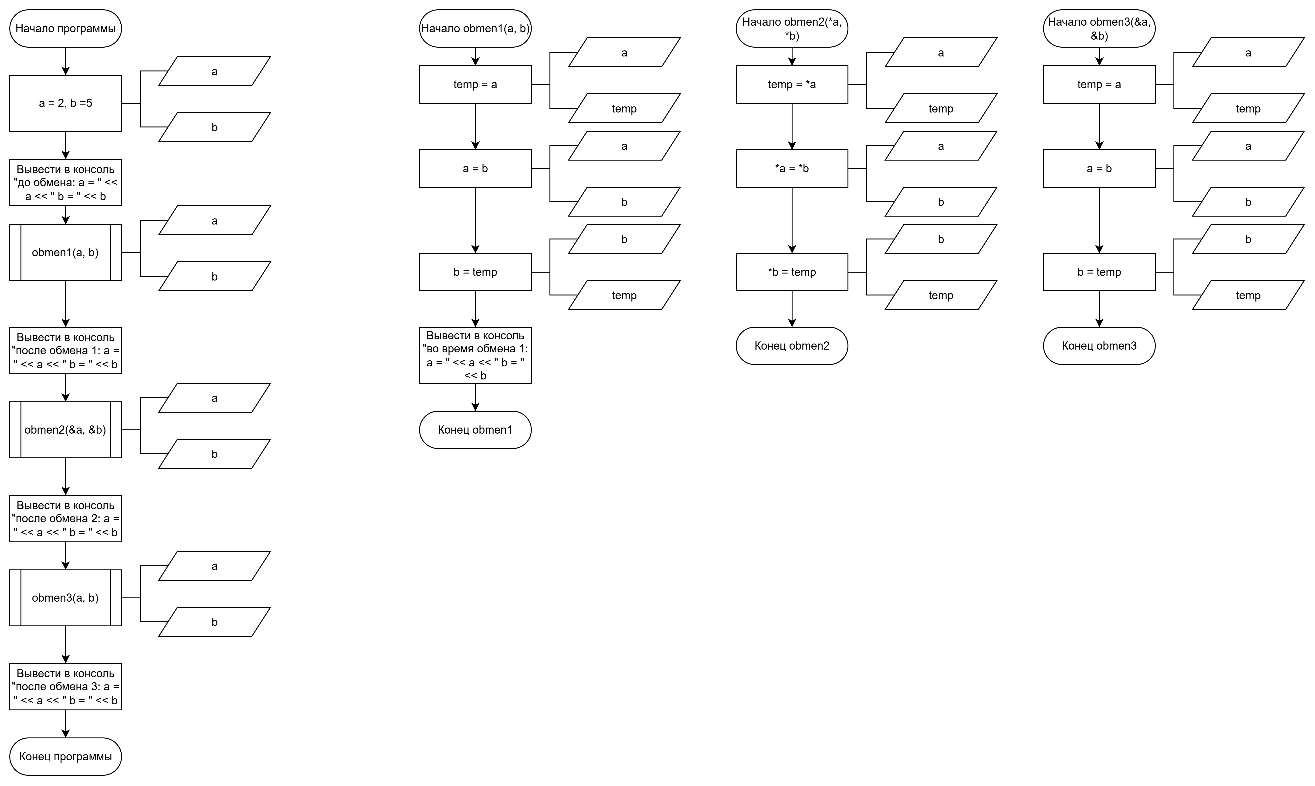 Начало программы
a
a = 2, b =5
b
Вывести в консоль
"до обмена: a = " <<
a << " b = " << b
a
obmen1(a, b)
b
Вывести в консоль
"после обмена 1: a =
" << a << " b = " << b
a
obmen2(&a, &b)
b
Вывести в консоль
"после обмена 2: a =
" << a << " b = " << b
a
obmen3(a, b)
b
Вывести в консоль
"после обмена 3: a =
" << a << " b = " << b
Конец программы
Начало obmen1(a, b)
a
temp = a
temp
a
a = b
b
b
b = temp
temp
Вывести в консоль
"во время обмена 1:
a = " << a << " b = "
<< b
Конец obmen1
Начало obmen2(*a,
*b)
a
temp = *a
temp
a
*a = *b
b
b
*b = temp
temp
Конец obmen2
Начало obmen3(&a,
&b)
a
temp = a
temp
a
a = b
b
b
b = temp
temp
Конец obmen3